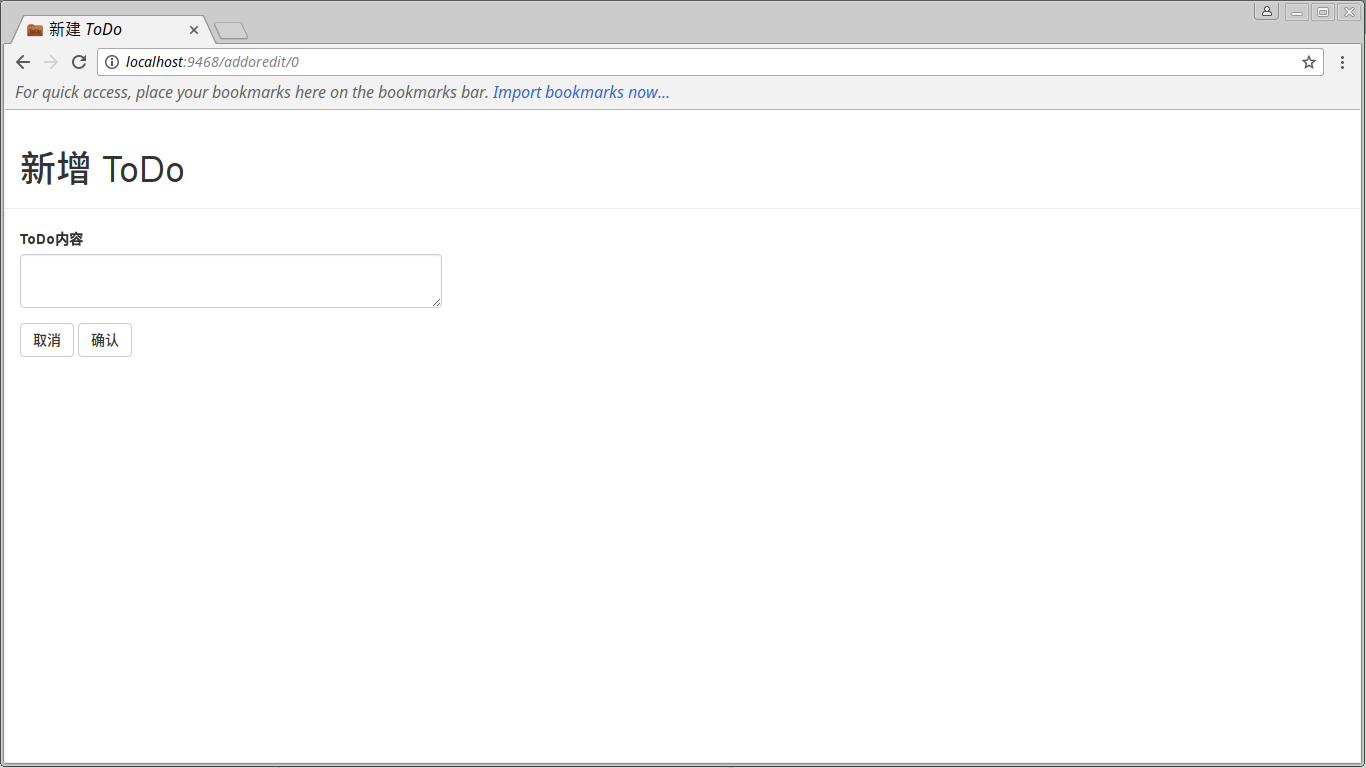 新建 ToDo
localhost:9468/addoredit/0
For quick access, place your bookmarks here on the bookmarks bar. Import bookmarks now...
新增 ToDo
ToDo内容
取消 确认